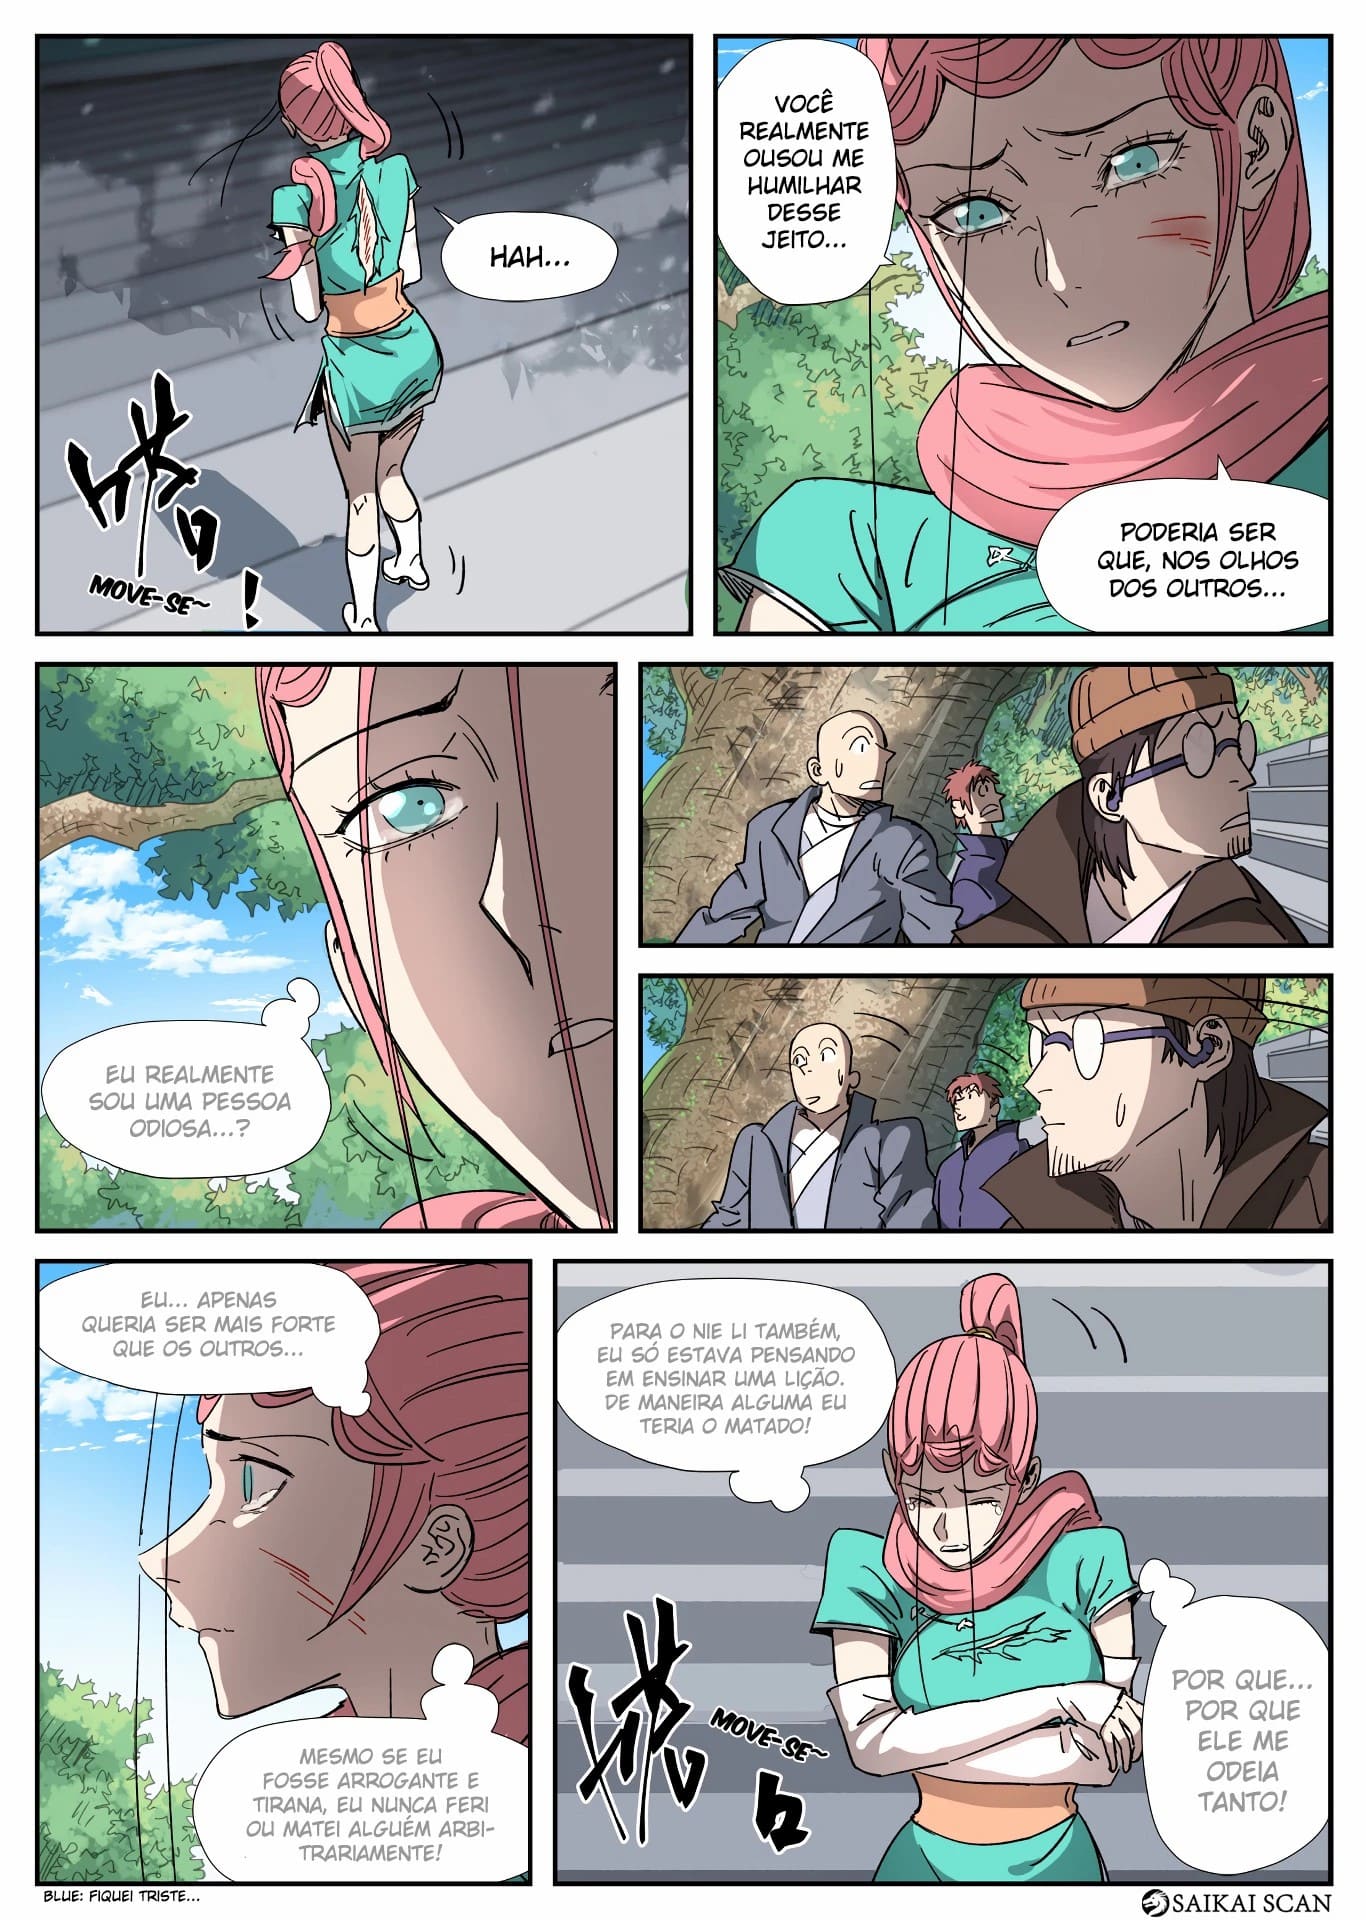 HAH...
MOVE-SE~
!
VOCÊ
REALMENTE
OUSOU ME
HUMILHAR
DESSE
JEITO...
PODERIA SER
QUE, NOS OLHOS
DOS OUTROS...
EU REALMENTE
SOU UMA PESSOA
ODIOSA...?
EU... APENAS
QUERIA SER MAIS FORTE
QUE OS OUTROS...
MESMO SE EU
FOSSE ARROGANTE E
TIRANA, EU NUNCA FERI
OU MATEI ALGUÉM ARBI-
TRARIAMENTE!
PARA O NIE LI TAMBÉM,
EU SÓ ESTAVA PENSANDO
EM ENSINAR UMA LIÇÃO.
DE MANEIRA ALGUMA EU
TERIA O MATADO!
MOVE-SE~
POR QUE...
POR QUE
ELE ME
ODEIA
TANTO!
BLUE: FIQUEI TRISTE...
SAIKAI SCAN